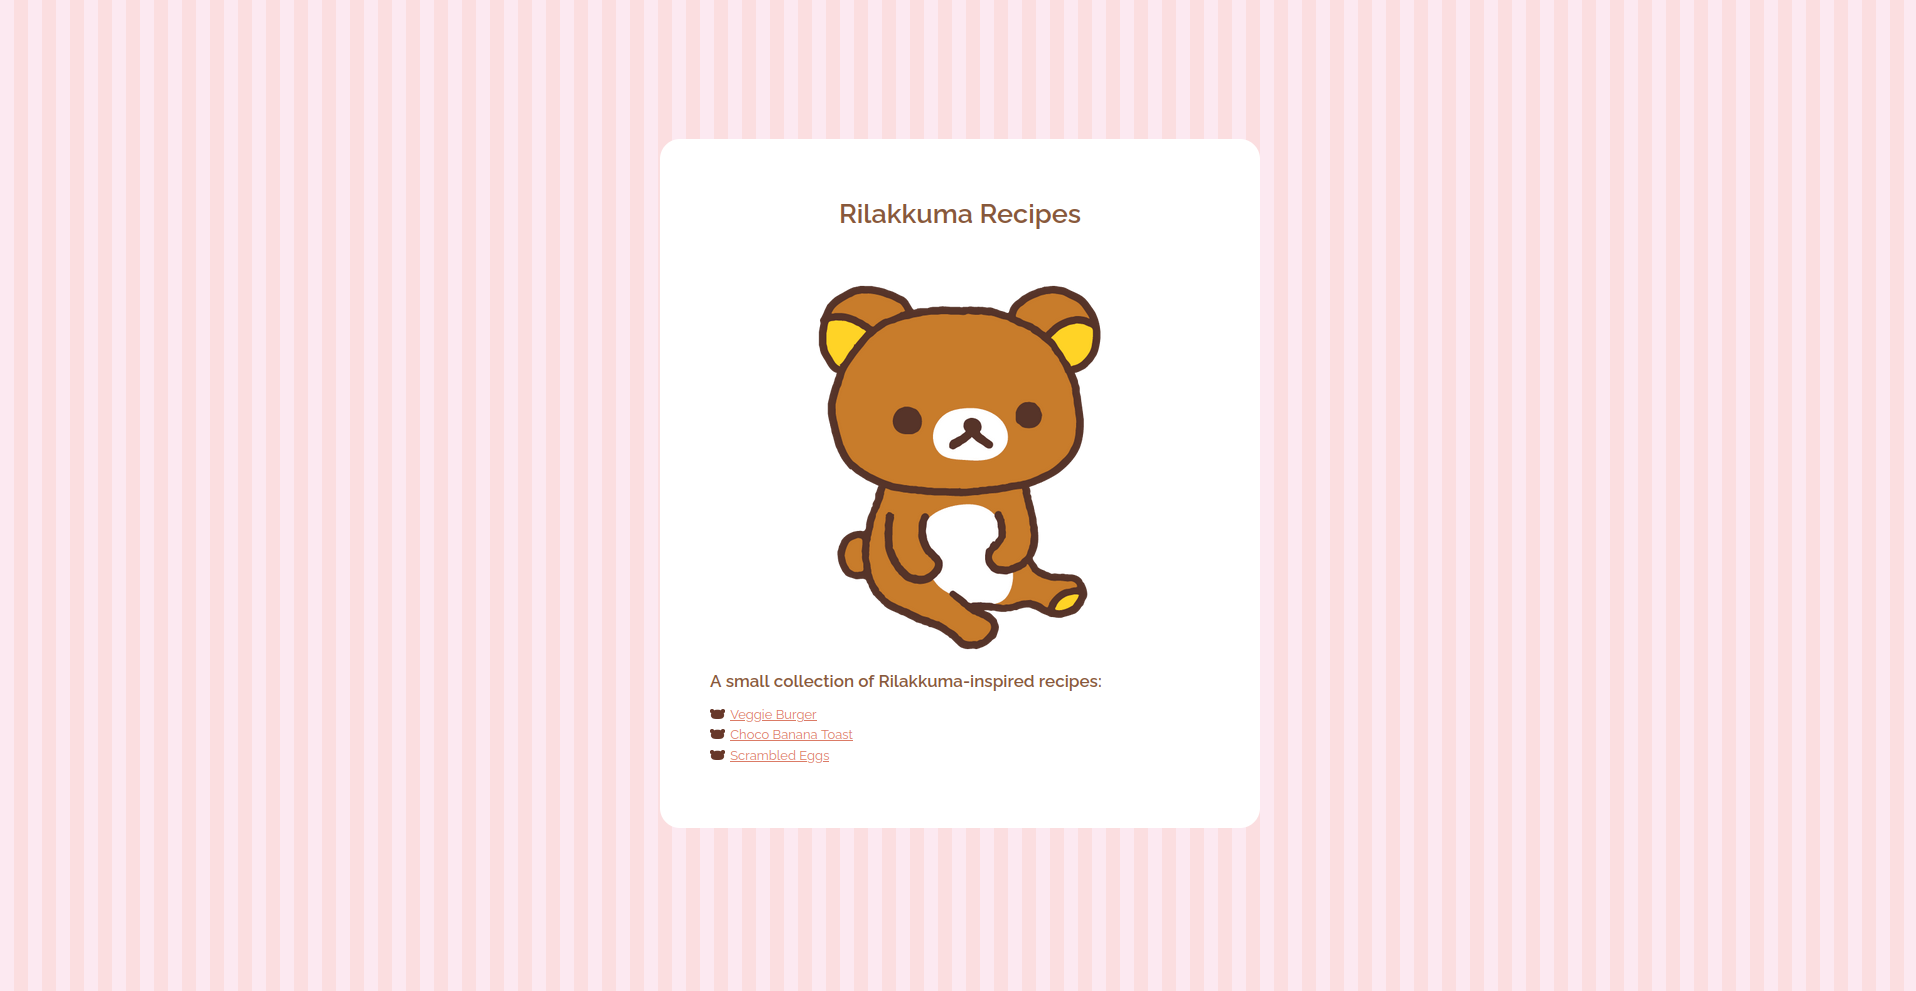 Rilakkuma Recipes
A small collection of Rilakkuma-inspired recipes:
Veggie Burger
Choco Banana Toast
Scrambled Eggs